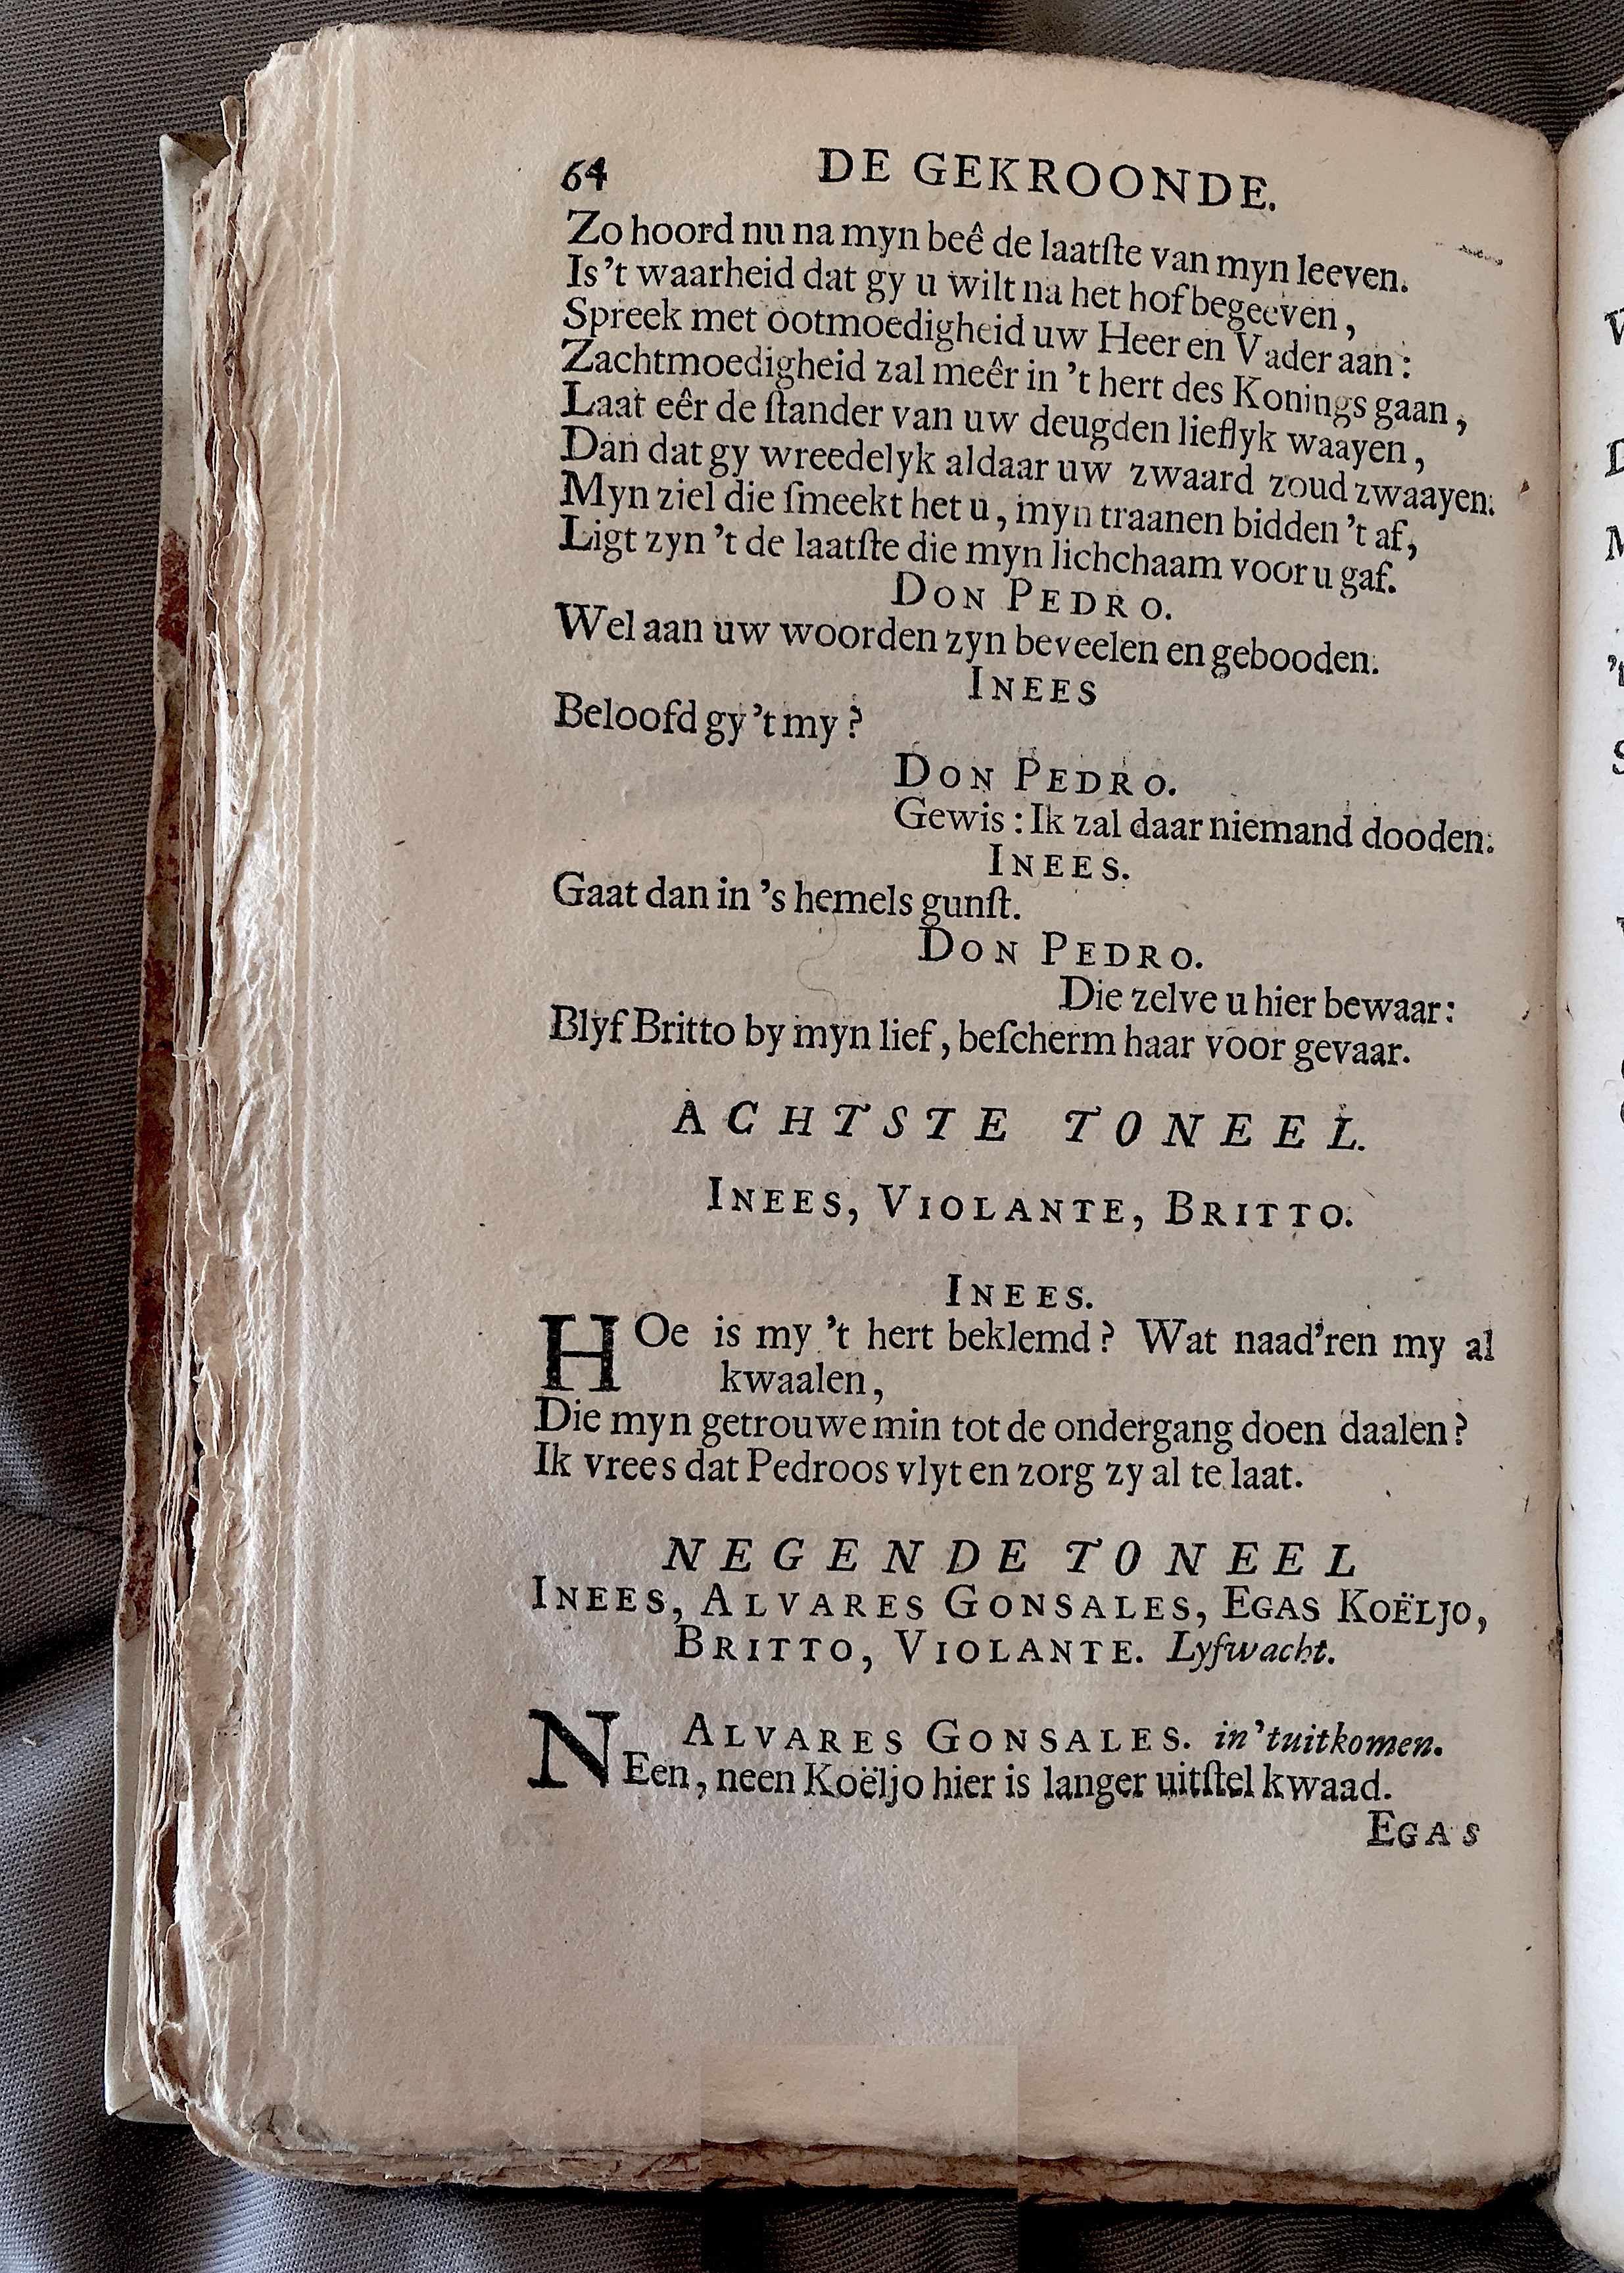 64 DE GEKROONDE.
Zo hoord nu na myn beê de laatſte van myn leeven.
Is 't waarheid dat gy u wilt na het hof begeeven,
Spreek met ootmoedigheid uw Heer en Vader aan:
Zachtmoedigheid zal meêr in 't hert des Konings gaan,
Laat eêr de ſtander van uw deugden lieflyk waayen,
Dan dat gy wreedelyk aldaar uw zwaard zoud zwaayen.
Myn ziel die ſmeekt het u, myn traanen bidden 't af,
Ligt zyn 't de laatſte die myn lichchaam voor u gaf.
DON PEDRO.
Wel aan uw woorden zyn beveelen en gebooden.
INEES
Beloofd gy 't my?
DON PEDRO.
Gewis: Ik zal daar niemand dooden.
INEES.
Gaat dan in 's hemels gunſt.
DON PEDRO.
Die zelve u hier bewaar:
Blyf Britto by myn lief, beſcherm haar voor gevaar.
ACHTSTE TONEEL.
INEES, VIOLANTE, BRITTO.
INEES.
HOe is my 't hert beklemd? Wat naad'ren my al
kwaalen,
Die myn getrouwe min tot de ondergang doen daalen?
Ik vrees dat Pedroos vlyt en zorg zy al te laat.
NEGENDE TONEEL
INEES, ALVARES GONSALES, EGAS KOËLJO,
BRITTO, VIOLANTE. Lyfwacht.
ALVARES GONSALES. in 'tuitkomen.
NEen, neen Koëljo hier is langer uitſtel kwaad.
EGAS